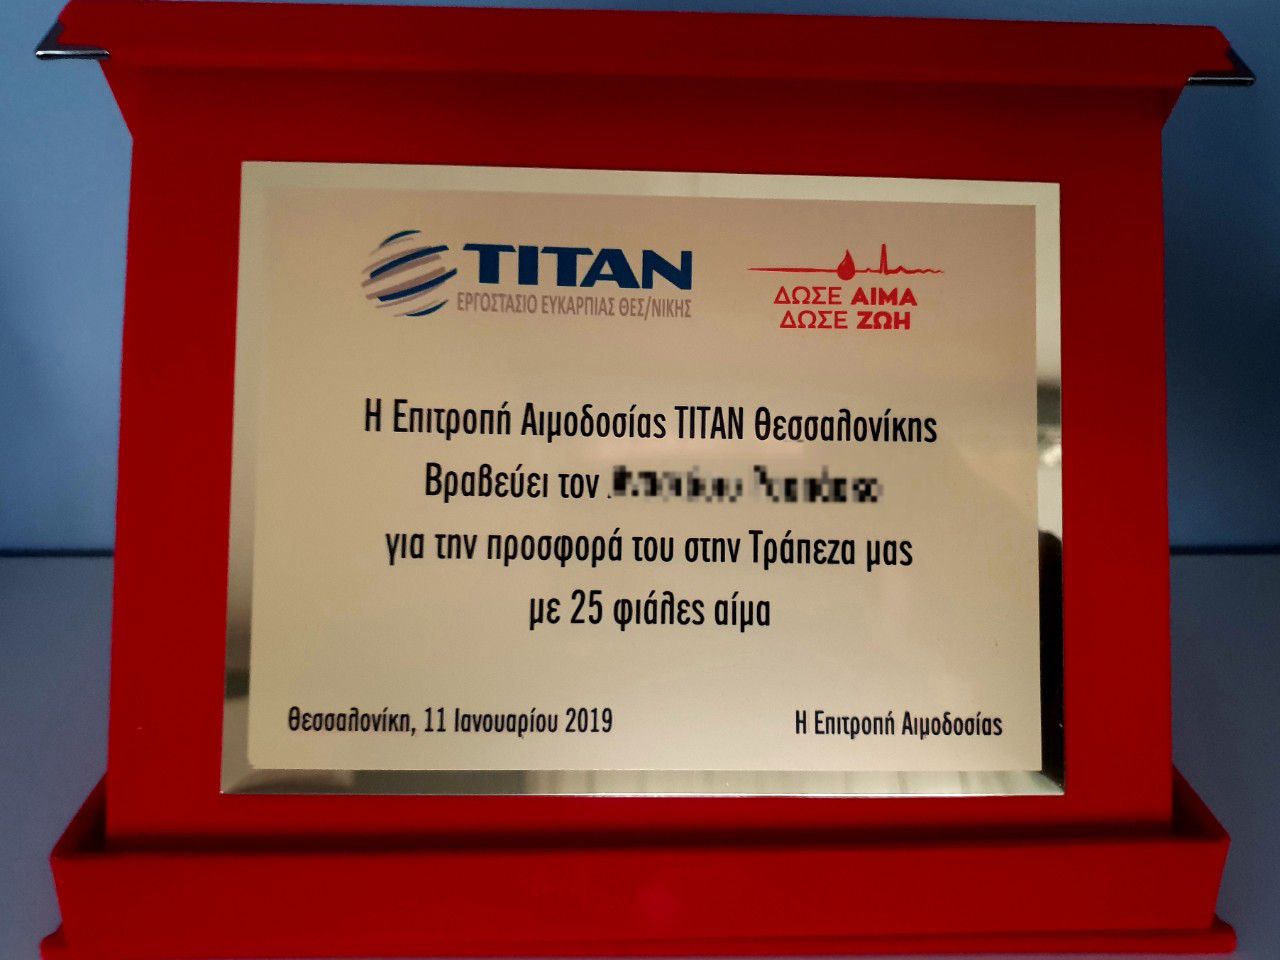 TITAN
ΕΡΓΟΣΤΑΣΙΟ ΕΥΚΑΡΠΙΑΣ ΘΕΣ/ΝΙΚΗΣ
ΔΩΣΕ ΑΙΜΑ
ΔΩΣΕ ΖΩΗ
Η Επιτροπή Αιμοδοσίας ΤΙΤΑΝ Θεσσαλονίκης
Βραβεύει τον
για την προσφορά του στην Τράπεζα μας
με 25 φιάλες αίμα
Θεσσαλονίκη, 11 Ιανουαρίου 2019
Η Επιτροπή Αιμοδοσίας